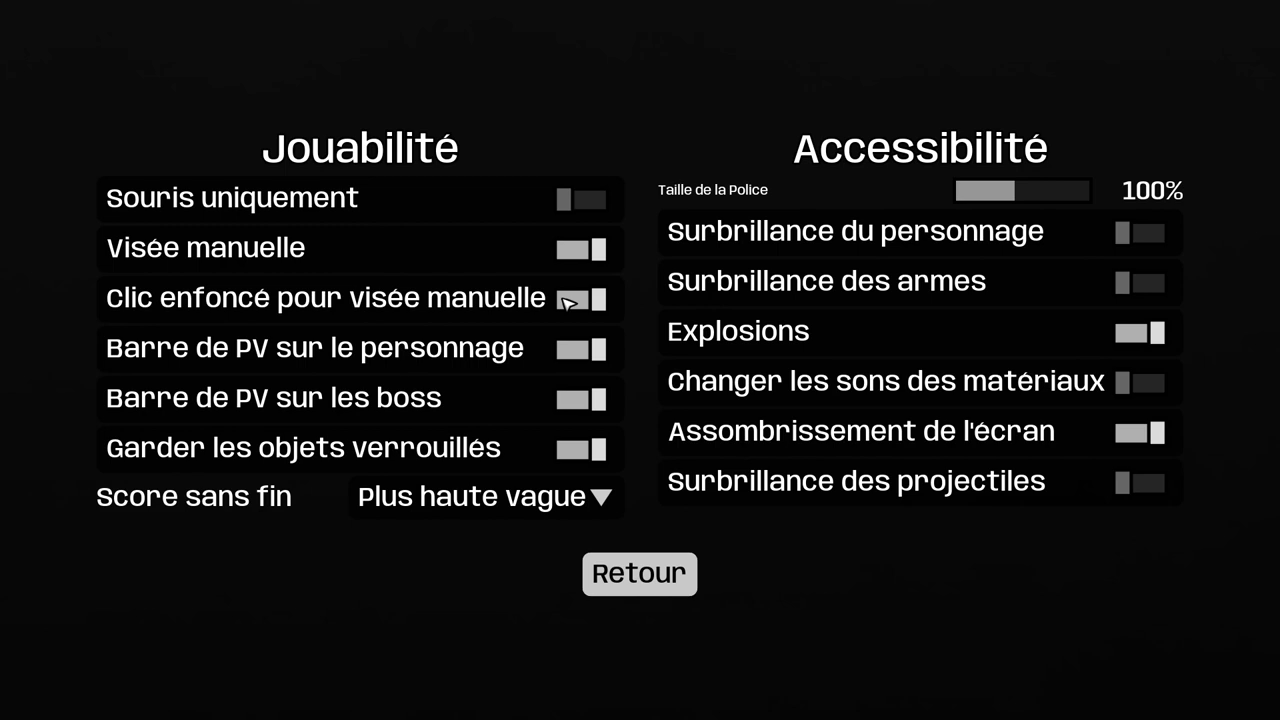 Jouabilité
Souris uniquement
Visée manuelle
Clic enfoncé pour visée manuelle
Barre de PV sur le personnage
Barre de PV sur les boss
Garder les objets verrouillés
Score sans fin Plus haute vague
Accessibilité
Taille de la Police 100%
Surbrillance du personnage
Surbrillance des armes
Explosions
Changer les sons des matériaux
Assombrissement de l'écran
Surbrillance des projectiles
Retour